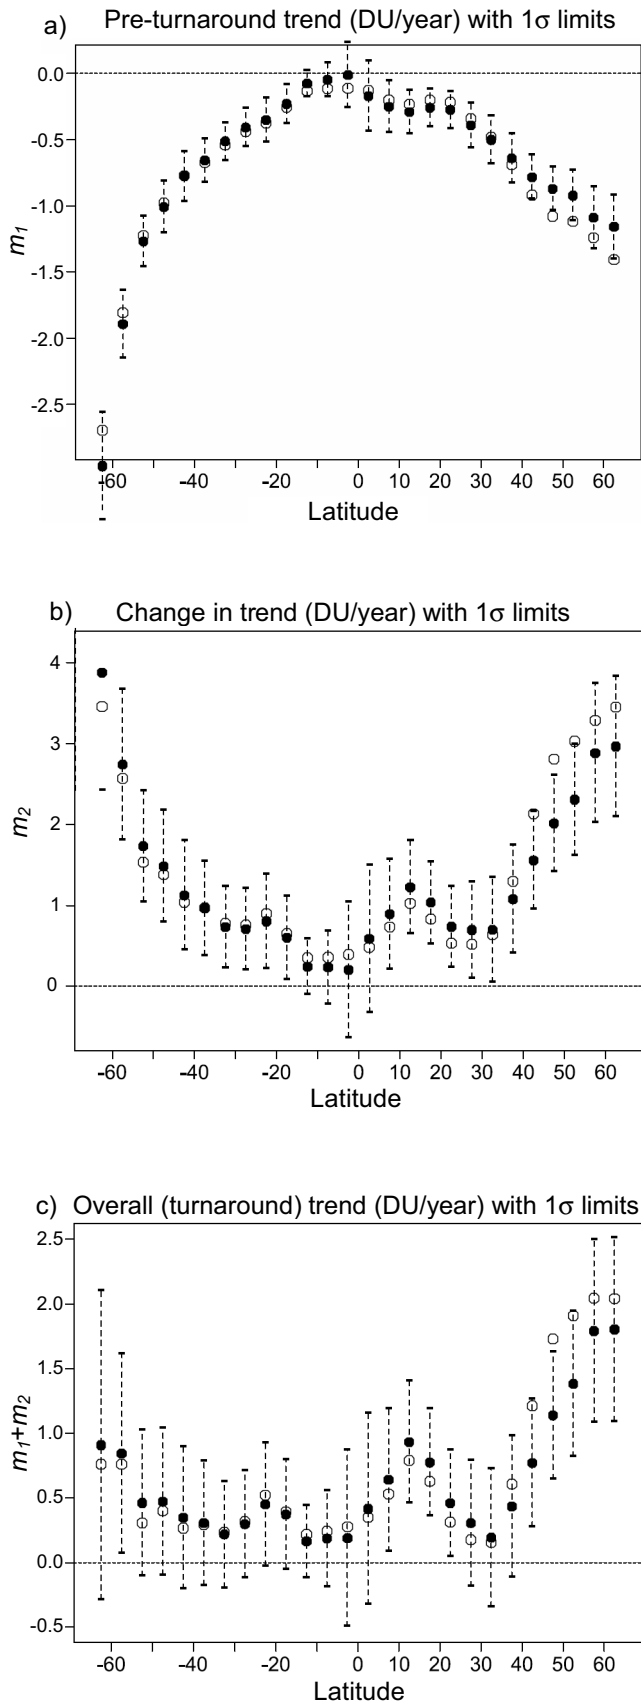 a) Pre-turnaround trend (DU/year) with 1σ limits
0.0
-0.5
-1.0
-1.5
-2.0
-2.5
m1
-60 -40 -20 0 10 20 30 40 50 60
Latitude
b) Change in trend (DU/year) with 1σ limits
4
3
2
1
0
m2
-60 -40 -20 0 10 20 30 40 50 60
Latitude
c) Overall (turnaround) trend (DU/year) with 1σ limits
2.5
2.0
1.5
1.0
0.5
0.0
-0.5
m1+m2
-60 -40 -20 0 10 20 30 40 50 60
Latitude